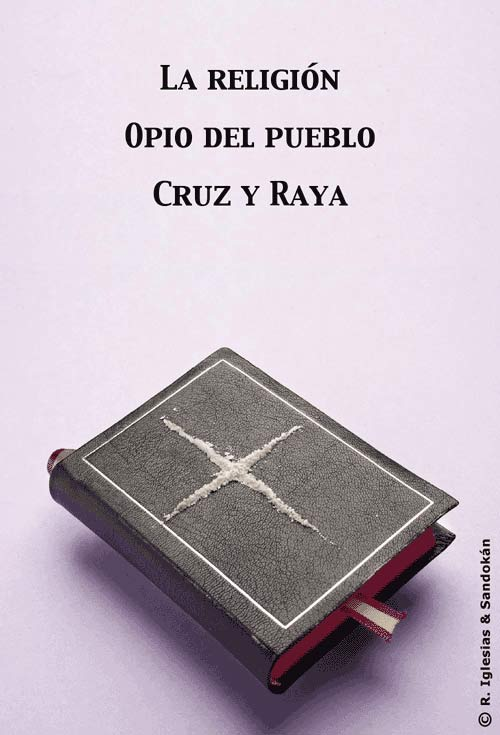 La religión
Opio del pueblo
Cruz y Raya
© R. Iglesias & Sandokán